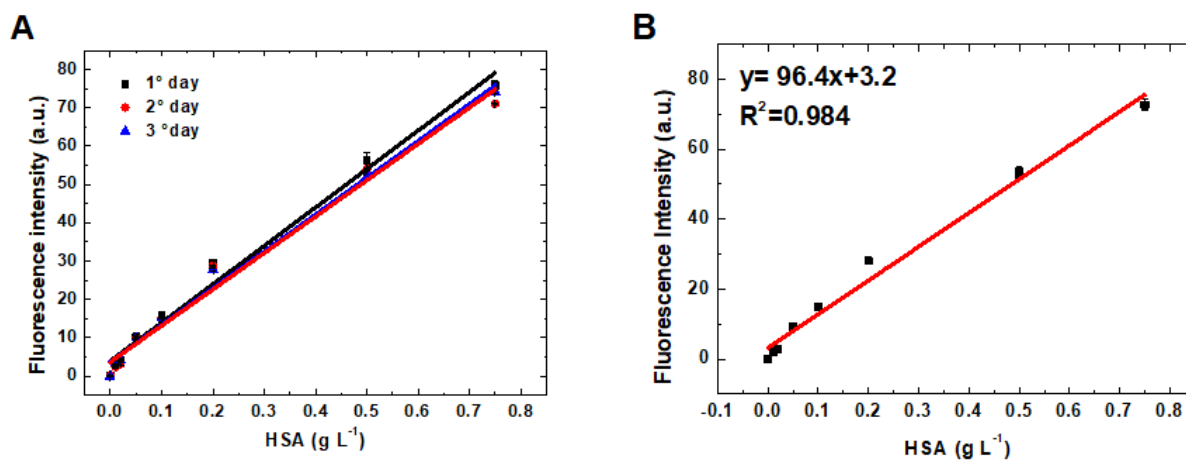 A
Fluorescence intensity (a.u.)
80
70
60
50
40
30
20
10
0
1° day
2° day
3 °day
0.0 0.1 0.2 0.3 0.4 0.5 0.6 0.7 0.8
HSA (g L⁻¹)
B
Fluorescence Intensity (a.u.)
80
60
40
20
0
y= 96.4x+3.2
R²=0.984
-0.1 0.0 0.1 0.2 0.3 0.4 0.5 0.6 0.7 0.8
HSA (g L⁻¹)